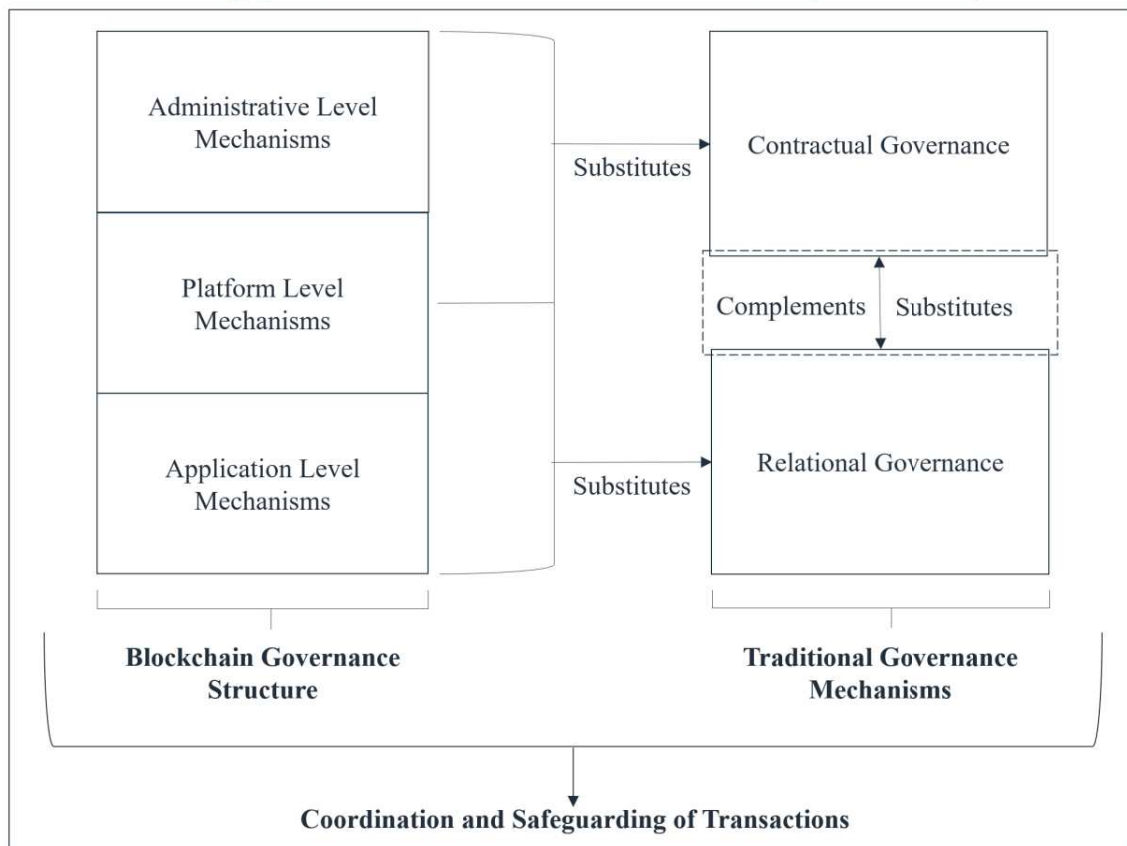 Administrative Level
Mechanisms
Platform Level
Mechanisms
Application Level
Mechanisms
Substitutes
Substitutes
Contractual Governance
Complements
Substitutes
Relational Governance
Blockchain Governance
Structure
Traditional Governance
Mechanisms
Coordination and Safeguarding of Transactions